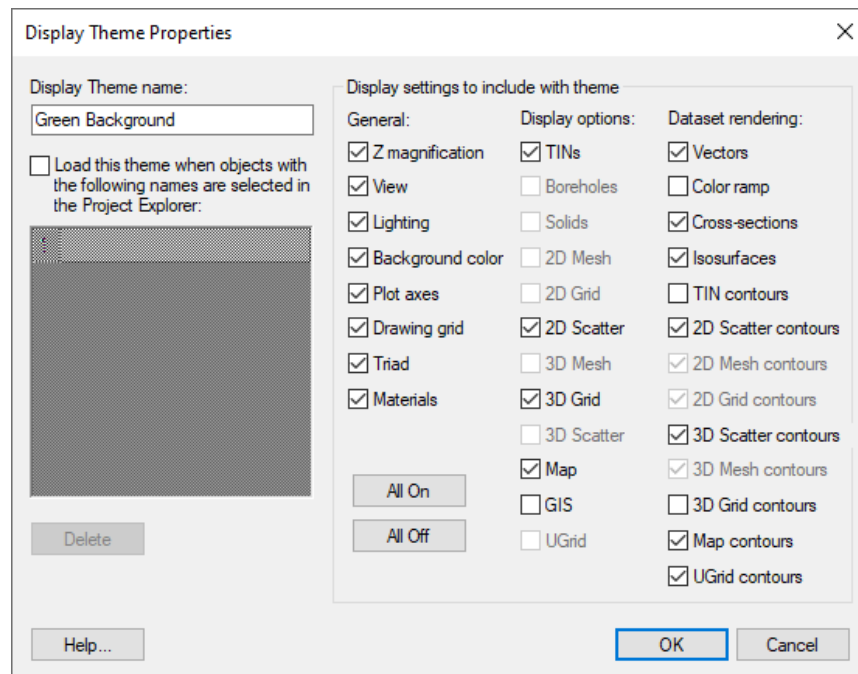 Display Theme Properties
Display Theme name:
Green Background
Load this theme when objects with
the following names are selected in
the Project Explorer:
Delete
Help...
Display settings to include with theme
General:
Z magnification
View
Lighting
Background color
Plot axes
Drawing grid
Triad
Materials
All On
All Off
Display options:
TINs
Boreholes
Solids
2D Mesh
2D Grid
2D Scatter
3D Mesh
3D Grid
3D Scatter
Map
GIS
UGrid
Dataset rendering:
Vectors
Color ramp
Cross-sections
Isosurfaces
TIN contours
2D Scatter contours
2D Mesh contours
2D Grid contours
3D Scatter contours
3D Mesh contours
3D Grid contours
Map contours
UGrid contours
OK
Cancel